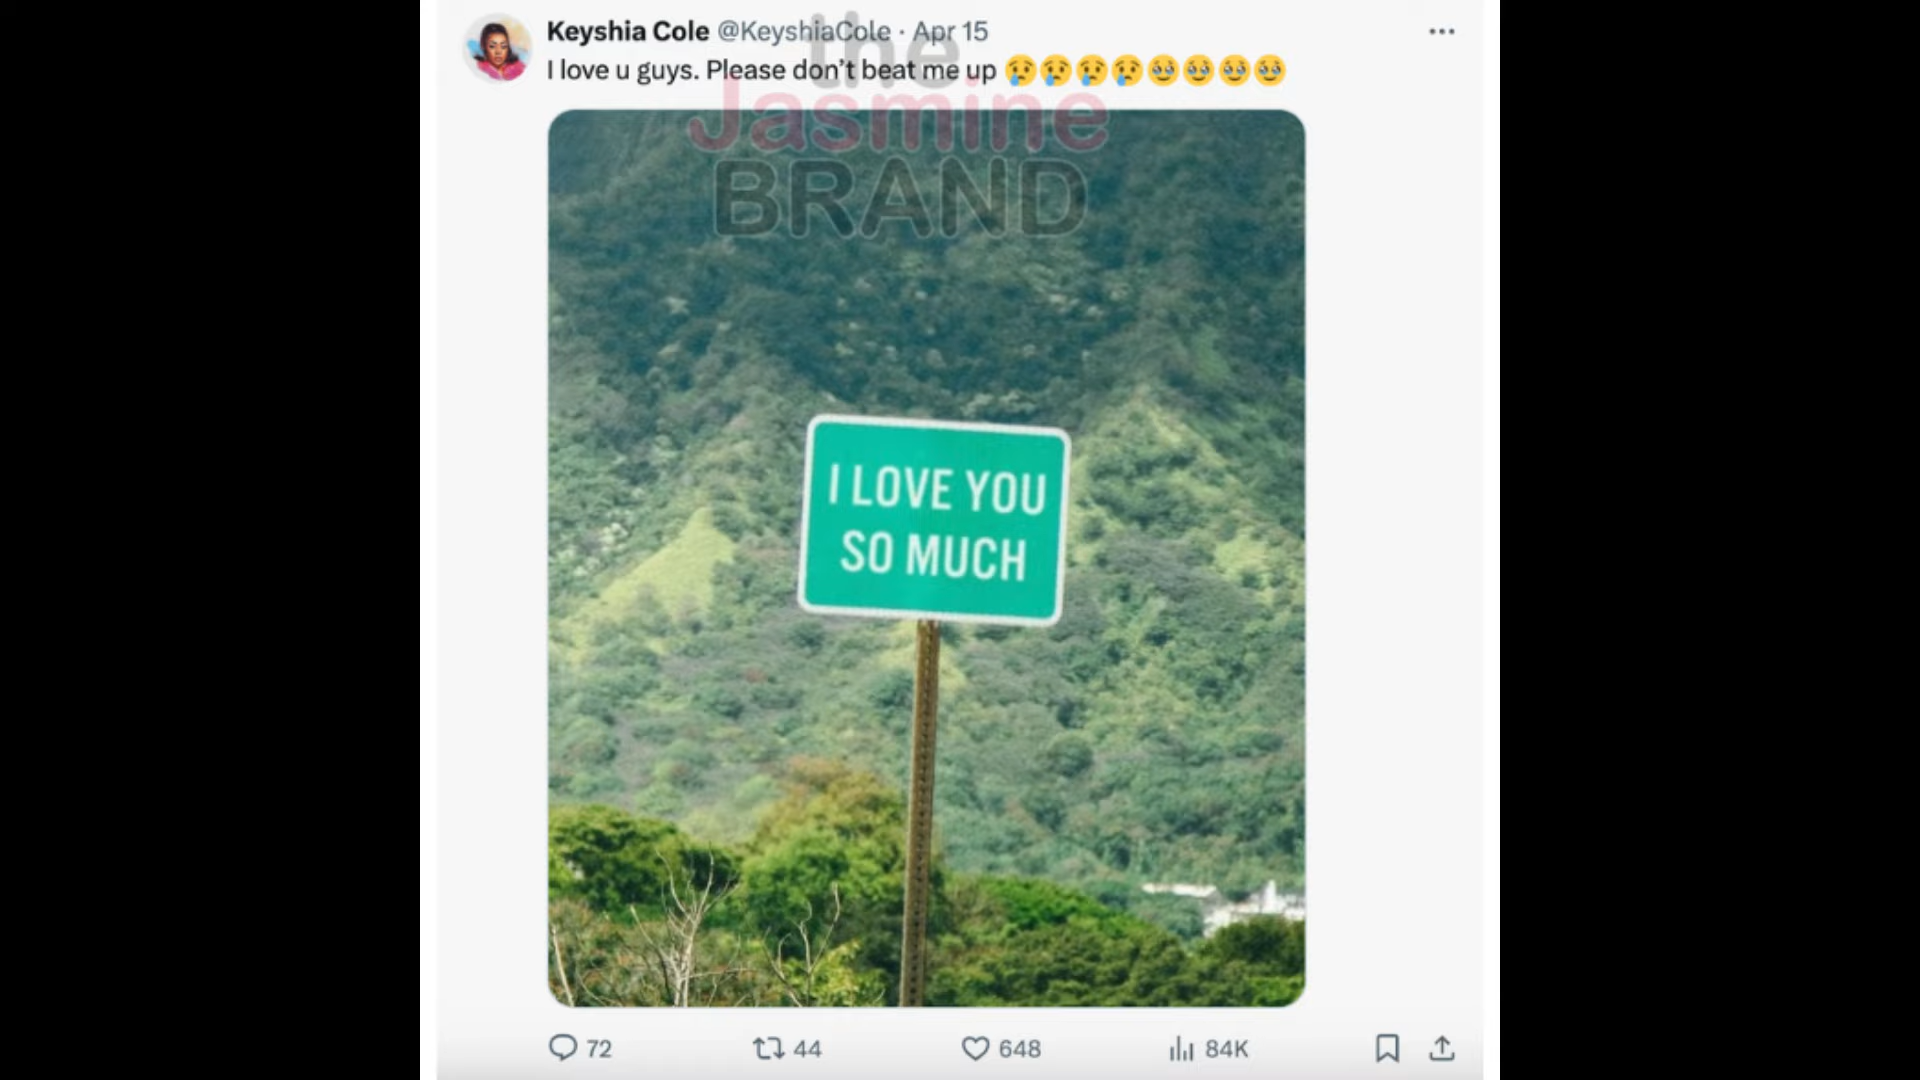 Keyshia Cole @KeyshiaCole · Apr 15
I love u guys. Please don't beat me up 😢😢😢😢🥹🥹🥹🥹
the
Jasmine
BRAND
I LOVE YOU
SO MUCH
72 44 648 84K